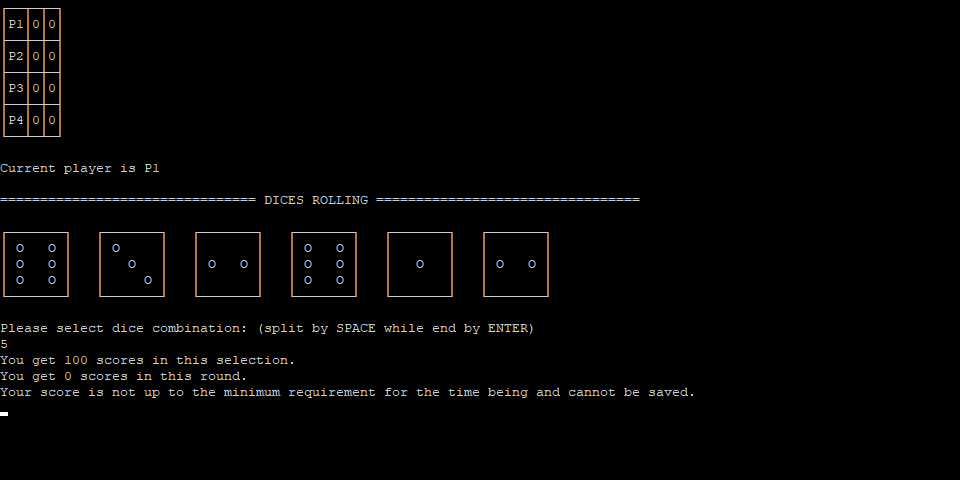 P1 0 0
P2 0 0
P3 0 0
P4 0 0
Current player is P1
================================ DICES ROLLING =================================
Please select dice combination: (split by SPACE while end by ENTER)
5
You get 100 scores in this selection.
You get 0 scores in this round.
Your score is not up to the minimum requirement for the time being and cannot be saved.